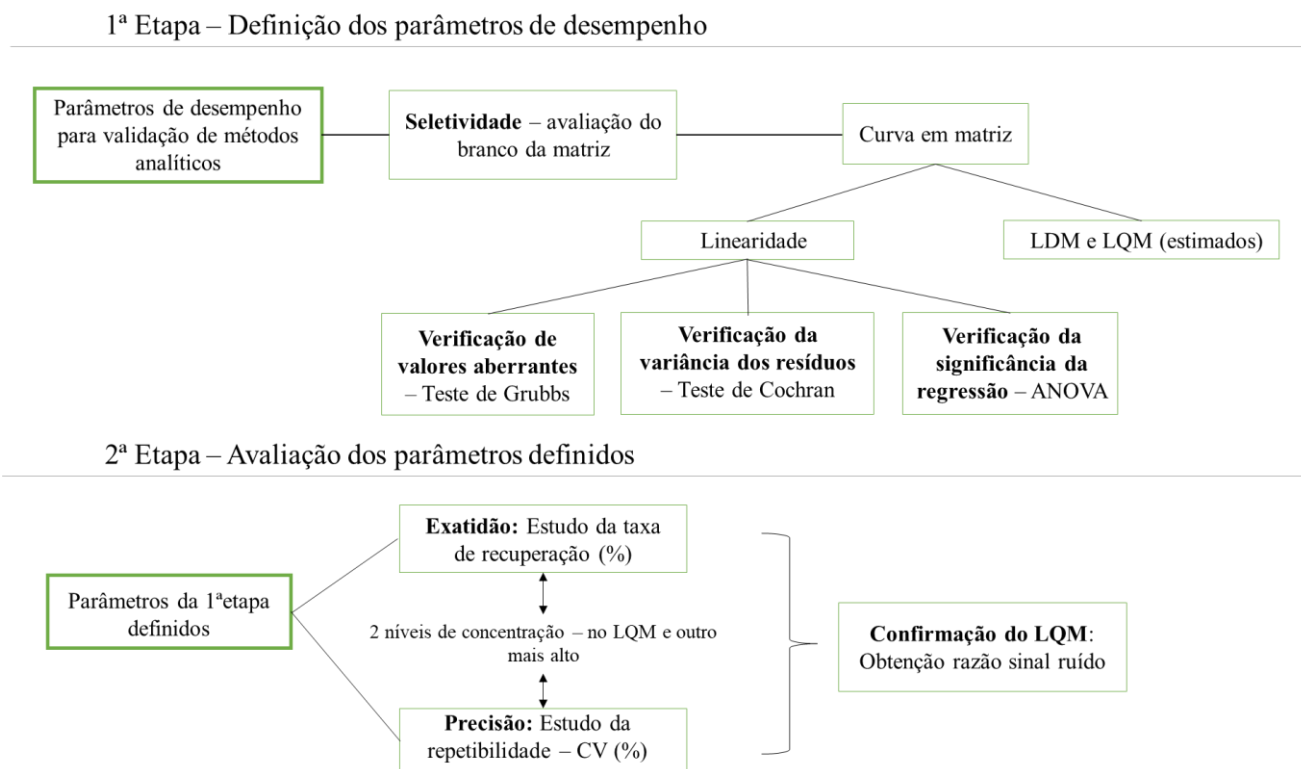 1ª Etapa – Definição dos parâmetros de desempenho
Parâmetros de desempenho
para validação de métodos
analíticos
Seletividade – avaliação do
branco da matriz
Curva em matriz
Linearidade
LDM e LQM (estimados)
Verificação de
valores aberrantes
– Teste de Grubbs
Verificação da
variância dos resíduos
– Teste de Cochran
Verificação da
significância da
regressão – ANOVA
2ª Etapa – Avaliação dos parâmetros definidos
Exatidão: Estudo da taxa
de recuperação (%)
Parâmetros da 1ªetapa
definidos
2 níveis de concentração – no LQM e outro
mais alto
Confirmação do LQM:
Obtenção razão sinal ruído
Precisão: Estudo da
repetibilidade – CV (%)